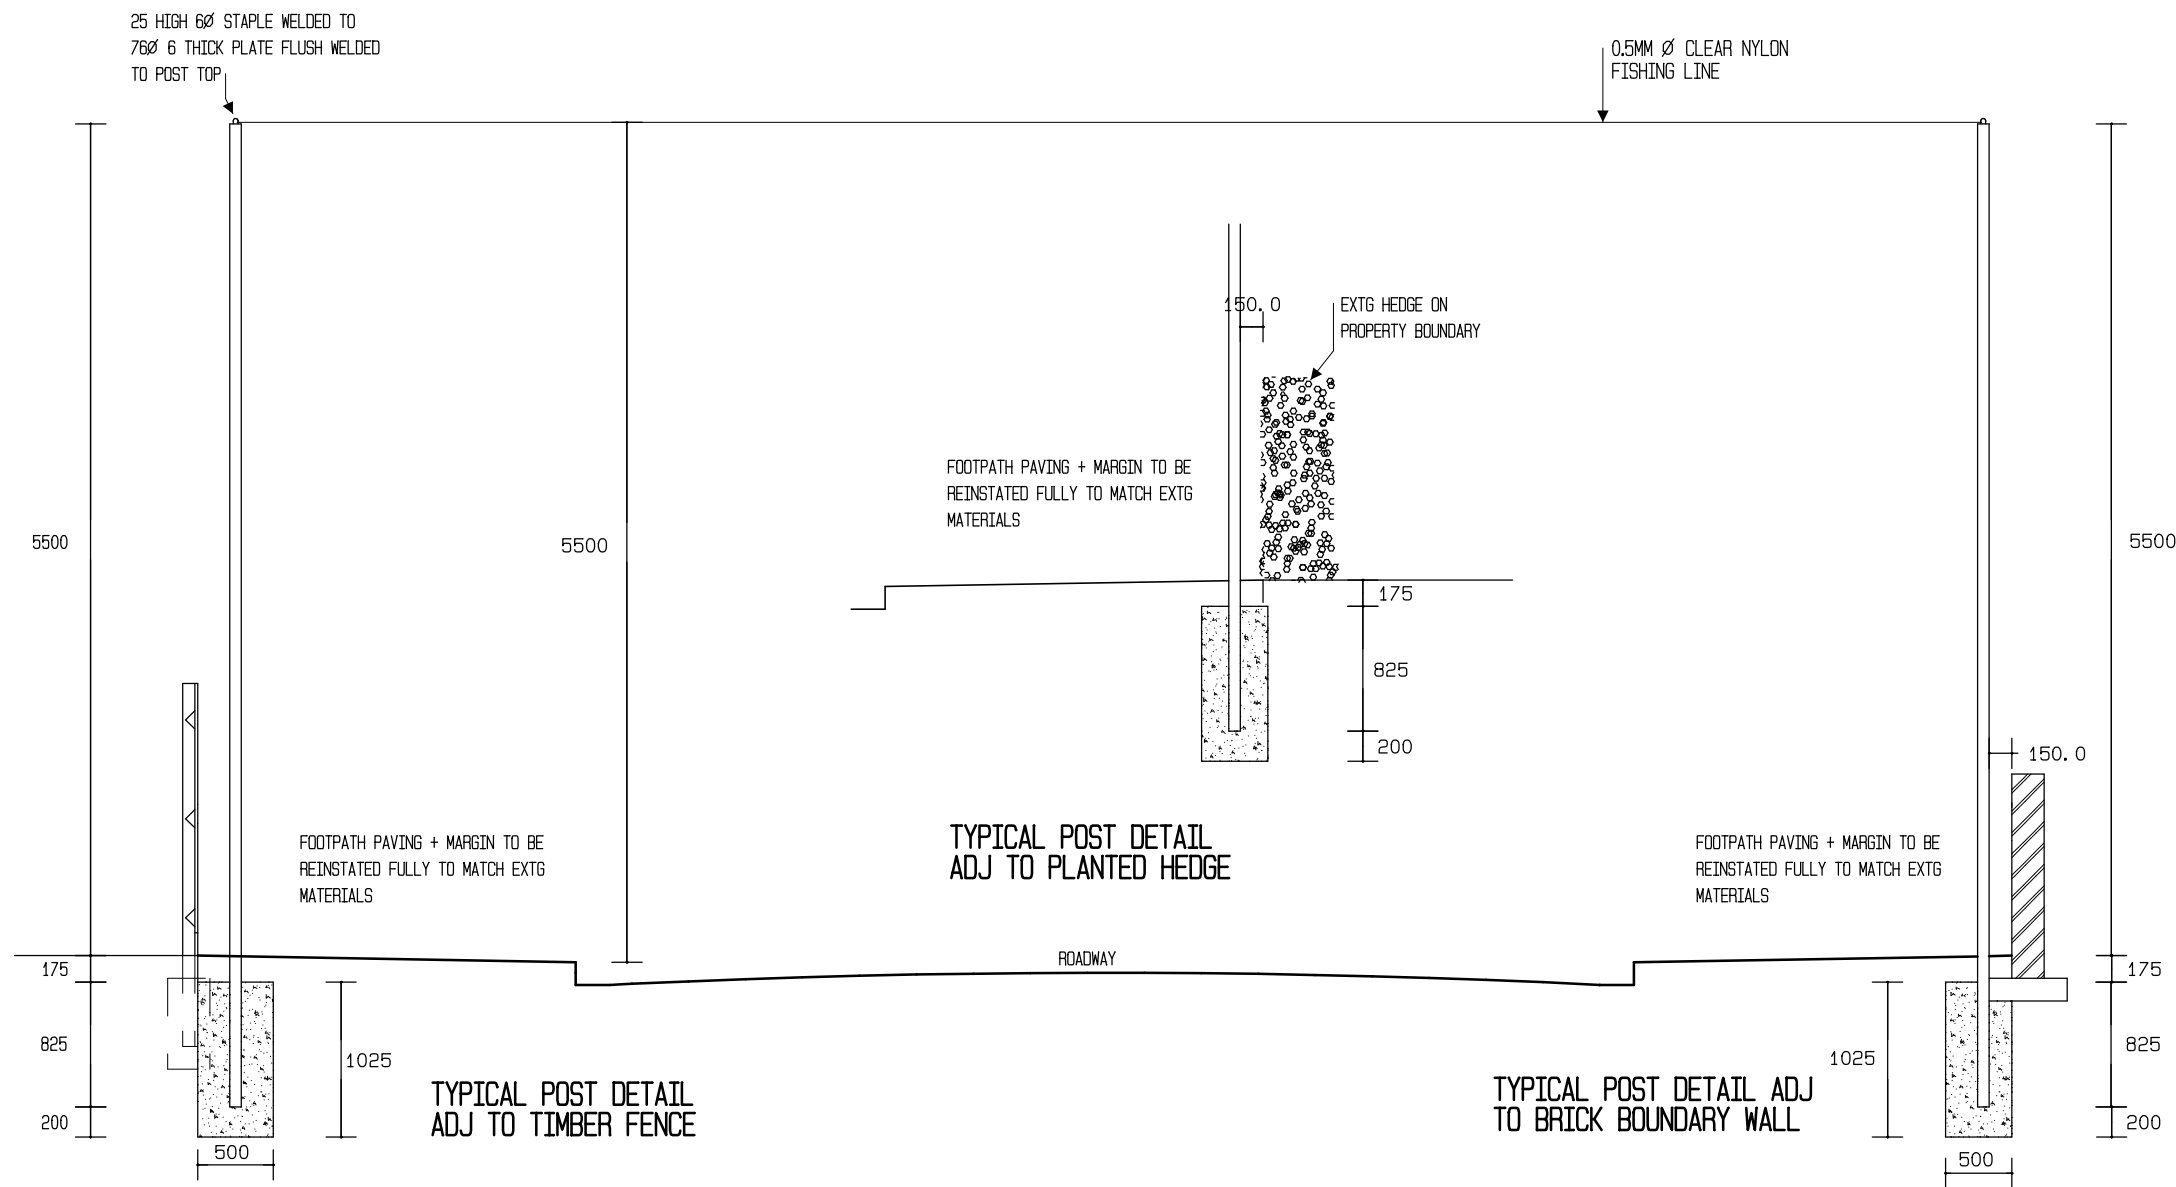 25 HIGH 6Ø STAPLE WELDED TO
76Ø 6 THICK PLATE FLUSH WELDED
TO POST TOP
0.5MM Ø CLEAR NYLON
FISHING LINE
150.0
EXTG HEDGE ON
PROPERTY BOUNDARY
FOOTPATH PAVING + MARGIN TO BE
REINSTATED FULLY TO MATCH EXTG
MATERIALS
5500
5500
5500
175
825
200
150.0
TYPICAL POST DETAIL
ADJ TO PLANTED HEDGE
FOOTPATH PAVING + MARGIN TO BE
REINSTATED FULLY TO MATCH EXTG
MATERIALS
FOOTPATH PAVING + MARGIN TO BE
REINSTATED FULLY TO MATCH EXTG
MATERIALS
ROADWAY
175
825
200
1025
500
TYPICAL POST DETAIL
ADJ TO TIMBER FENCE
TYPICAL POST DETAIL ADJ
TO BRICK BOUNDARY WALL
1025
175
825
200
500